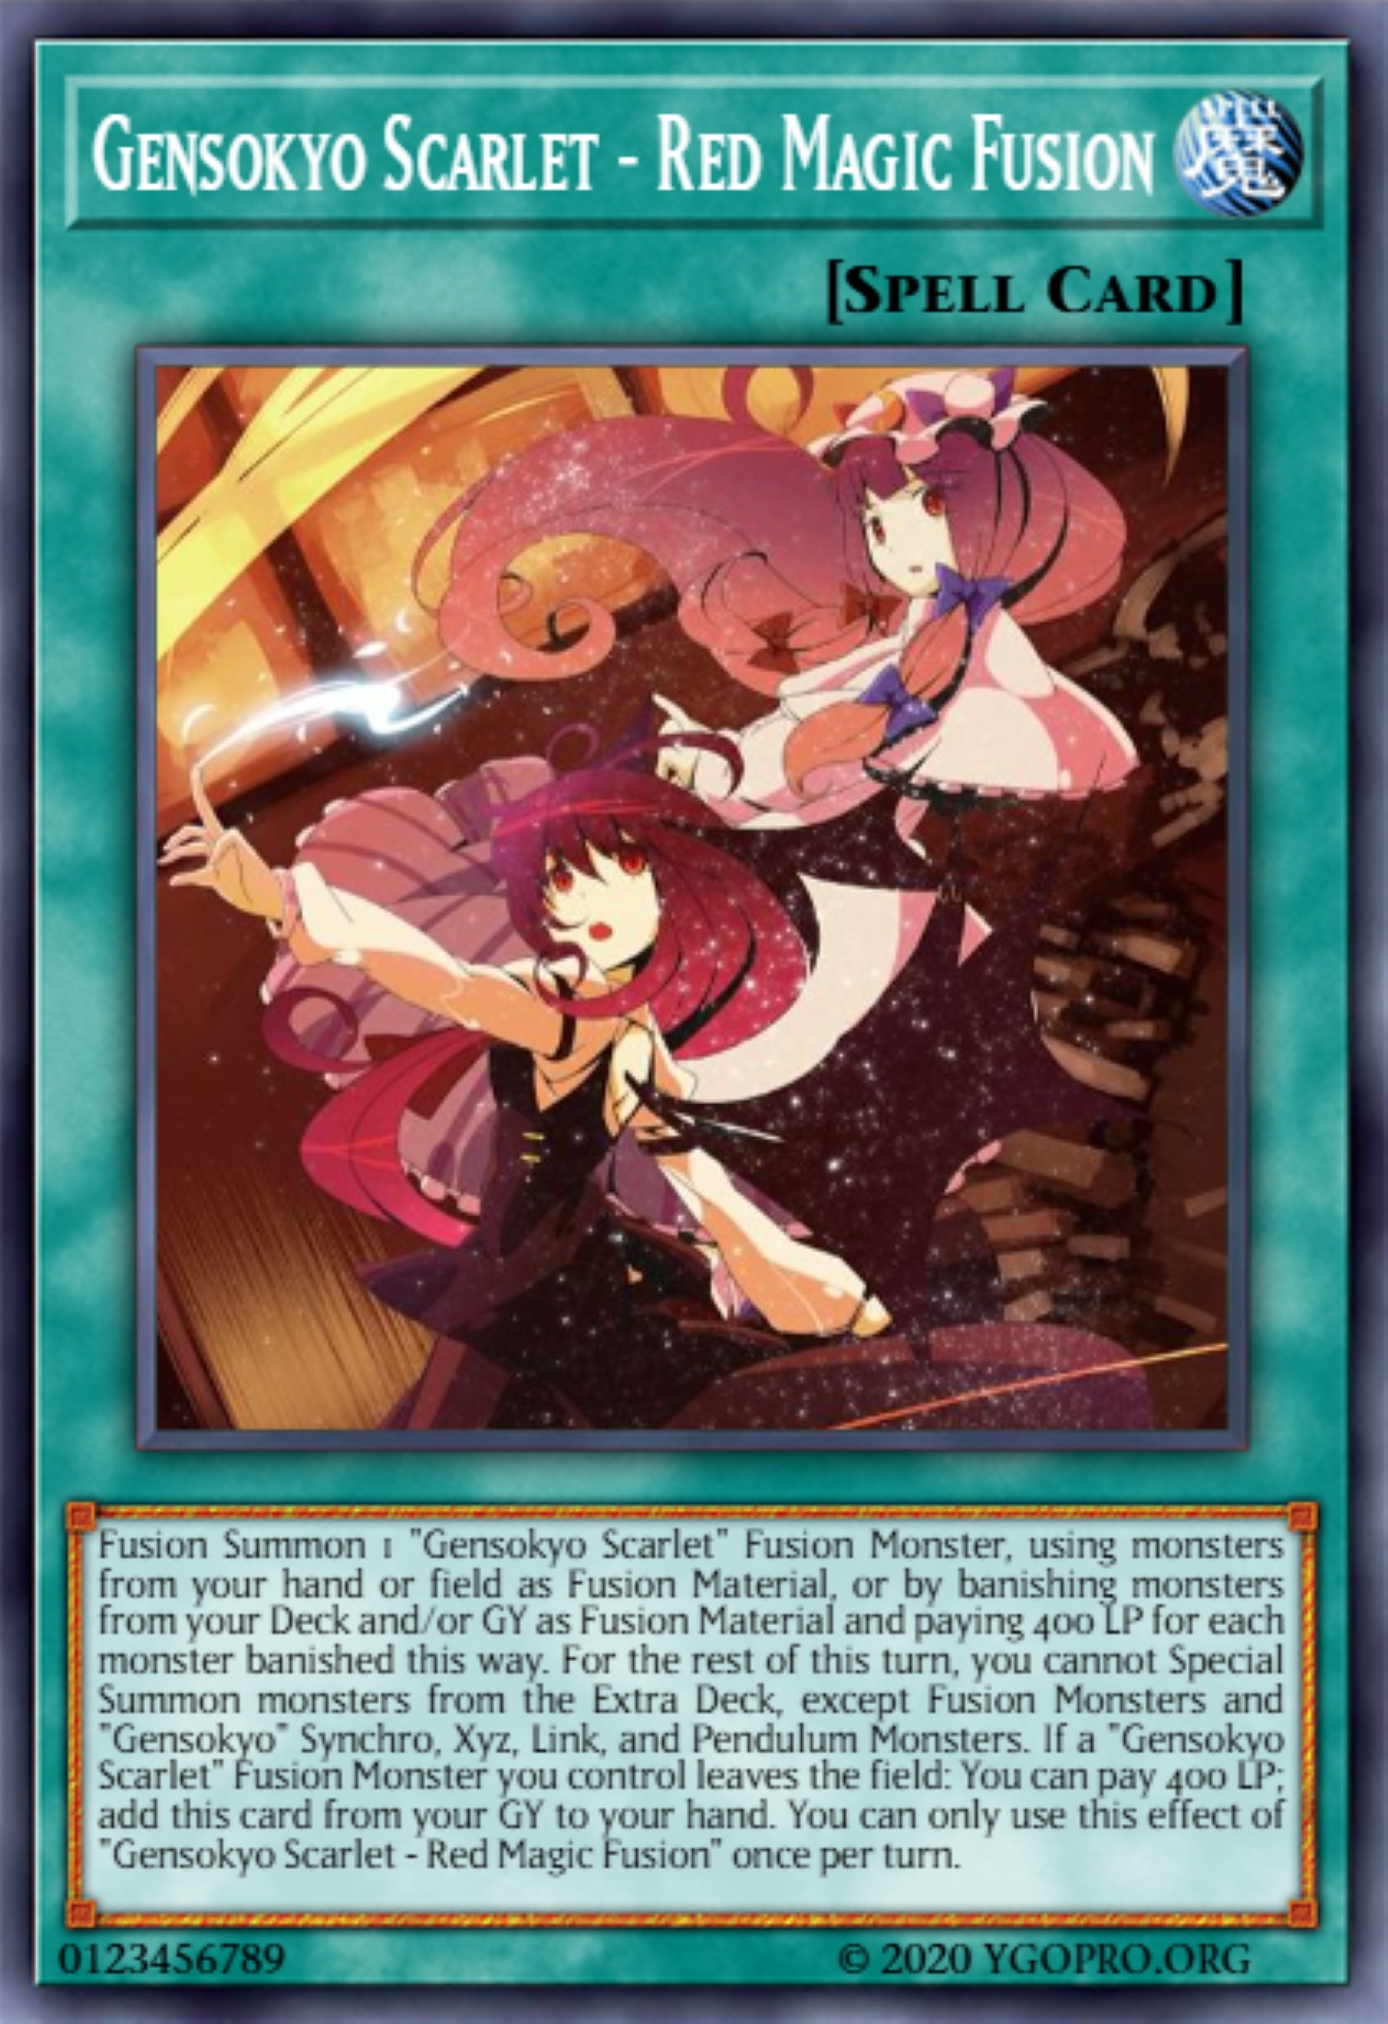 Gensokyo Scarlet - Red Magic Fusion
SPELL
魔
[Spell Card]
Fusion Summon 1 "Gensokyo Scarlet" Fusion Monster, using monsters
from your hand or field as Fusion Material, or by banishing monsters
from your Deck and/or GY as Fusion Material and paying 400 LP for each
monster banished this way. For the rest of this turn, you cannot Special
Summon monsters from the Extra Deck, except Fusion Monsters and
"Gensokyo" Synchro, Xyz, Link, and Pendulum Monsters. If a "Gensokyo
Scarlet" Fusion Monster you control leaves the field: You can pay 400 LP;
add this card from your GY to your hand. You can only use this effect of
"Gensokyo Scarlet - Red Magic Fusion" once per turn.
0123456789
© 2020 YGOPRO.ORG